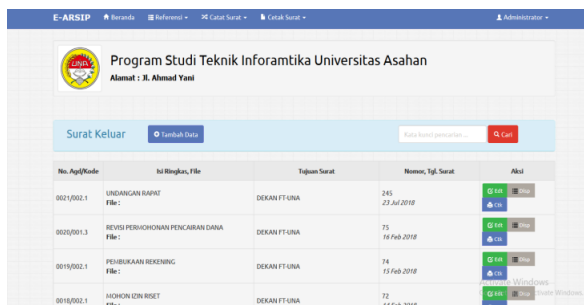 E-ARSIP Beranda Referensi Catat Surat Cetak Surat Administrator
UNA
Program Studi Teknik Inforamtika Universitas Asahan
Alamat : Jl. Ahmad Yani
Surat Keluar Tambah Data Kata kunci pencarian... Cari
No. Agd/Kode Isi Ringkas, File Tujuan Surat Nomor, Tgl. Surat Aksi
0021/002.1 UNDANGAN RAPAT DEKAN FT-UNA 245 Edit
File : 23 Jul 2018 Ctk
0020/001.3 REVISI PERMOHONAN PENCAIRAN DANA DEKAN FT-UNA 75 Edit
File : 16 Feb 2018 Ctk
0019/002.1 PEMBUKAAN REKENING DEKAN FT-UNA 74 Edit
File : 15 Feb 2018 Ctk
Activate Windows
0018/002.1 MOHON IZIN RISET DEKAN FT-UNA 72 Edit
File : 14 Feb 2018